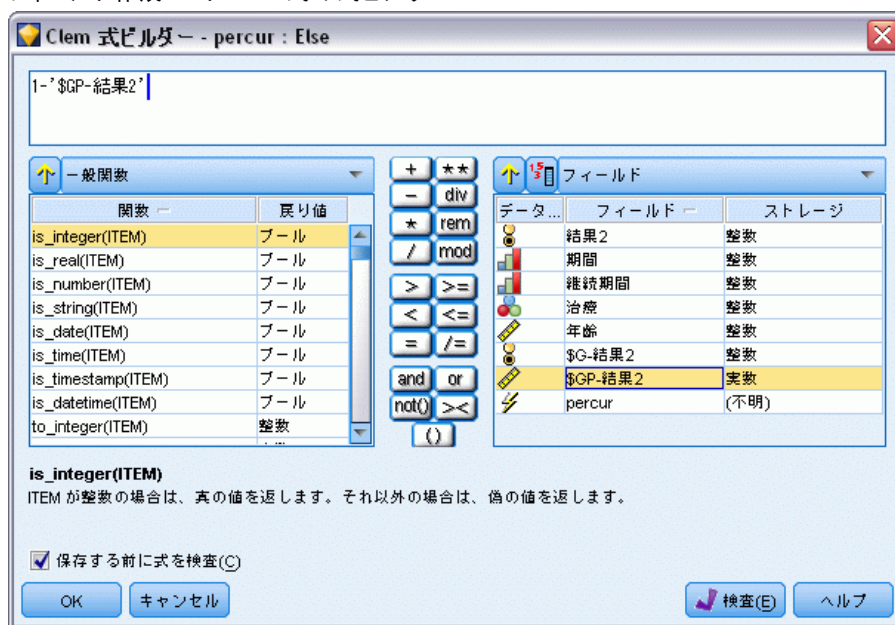 Clem 式ビルダー - percur : Else
1-'$GP-結果2'
一般関数
関数 戻り値
is_integer(ITEM) ブール
is_real(ITEM) ブール
is_number(ITEM) ブール
is_string(ITEM) ブール
is_date(ITEM) ブール
is_time(ITEM) ブール
is_timestamp(ITEM) ブール
is_datetime(ITEM) ブール
to_integer(ITEM) 整数
+ **
- div
* rem
/ mod
> >=
< <=
= /=
and or
not() ><
()
フィールド
データ... フィールド ストレージ
結果2 整数
期間 整数
継続期間 整数
治療 整数
年齢 整数
$G-結果2 整数
$GP-結果2 実数
percur (不明)
is_integer(ITEM)
ITEM が整数の場合は、真の値を返します。それ以外の場合は、偽の値を返します。
保存する前に式を検査(C)
OK キャンセル 検査(E) ヘルプ